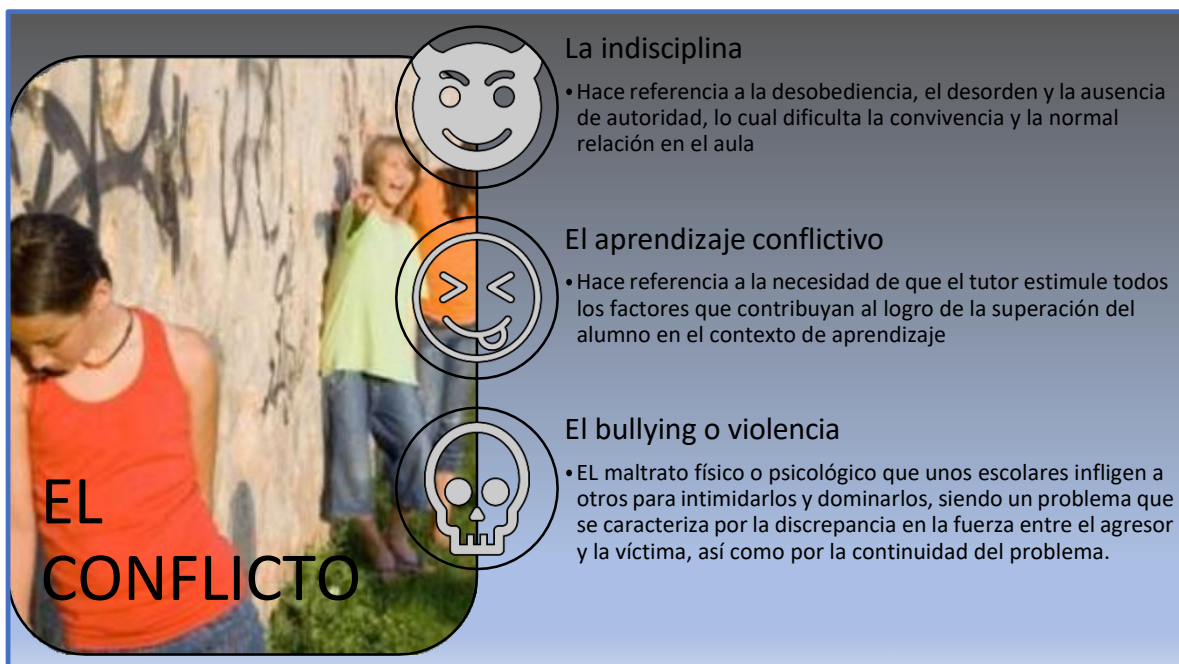 La indisciplina
•Hace referencia a la desobediencia, el desorden y la ausencia
de autoridad, lo cual dificulta la convivencia y la normal
relación en el aula
El aprendizaje conflictivo
•Hace referencia a la necesidad de que el tutor estimule todos
los factores que contribuyan al logro de la superación del
alumno en el contexto de aprendizaje
El bullying o violencia
•EL maltrato físico o psicológico que unos escolares infligen a
otros para intimidarlos y dominarlos, siendo un problema que
se caracteriza por la discrepancia en la fuerza entre el agresor
y la víctima, así como por la continuidad del problema.
EL
CONFLICTO